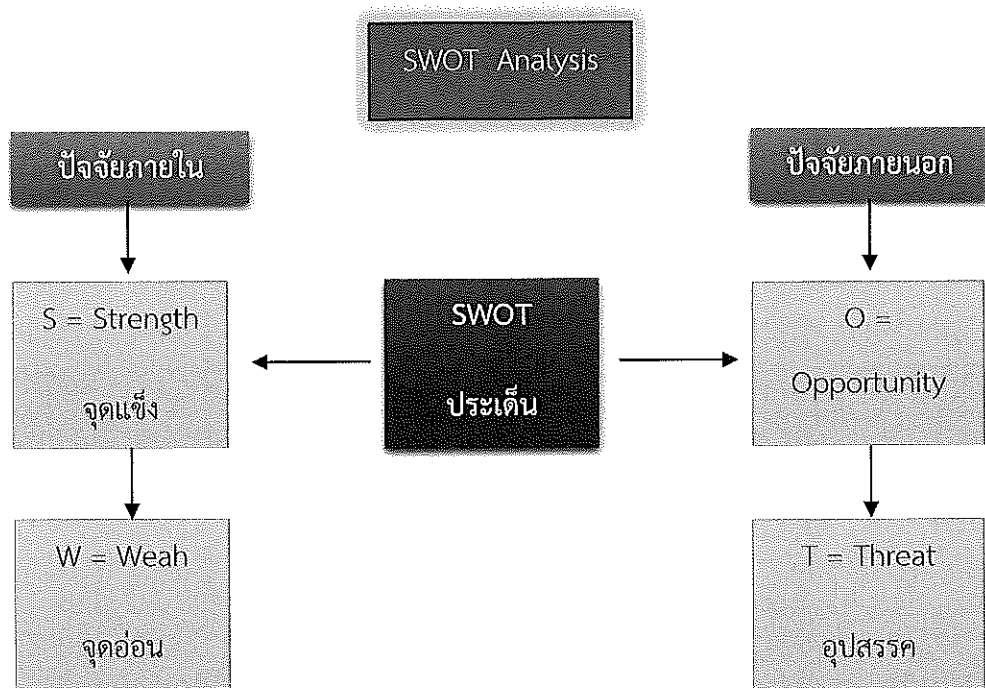 SWOT Analysis
ปัจจัยภายใน
ปัจจัยภายนอก
S = Strength
จุดแข็ง
SWOT
ประเด็น
O =
Opportunity
W = Weah
จุดอ่อน
T = Threat
อุปสรรค